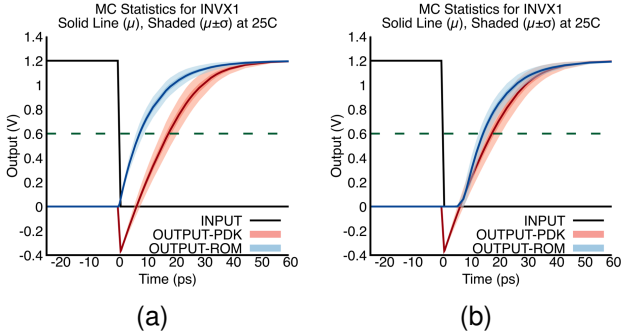 MC Statistics for INVX1
Solid Line (μ), Shaded (μ±σ) at 25C
Output (V)
1.4
1.2
1
0.8
0.6
0.4
0.2
0
-0.2
-0.4
INPUT
OUTPUT-PDK
OUTPUT-ROM
-20 -10 0 10 20 30 40 50 60
Time (ps)
(a)
MC Statistics for INVX1
Solid Line (μ), Shaded (μ±σ) at 25C
Output (V)
1.4
1.2
1
0.8
0.6
0.4
0.2
0
-0.2
-0.4
INPUT
OUTPUT-PDK
OUTPUT-ROM
-20 -10 0 10 20 30 40 50 60
Time (ps)
(b)